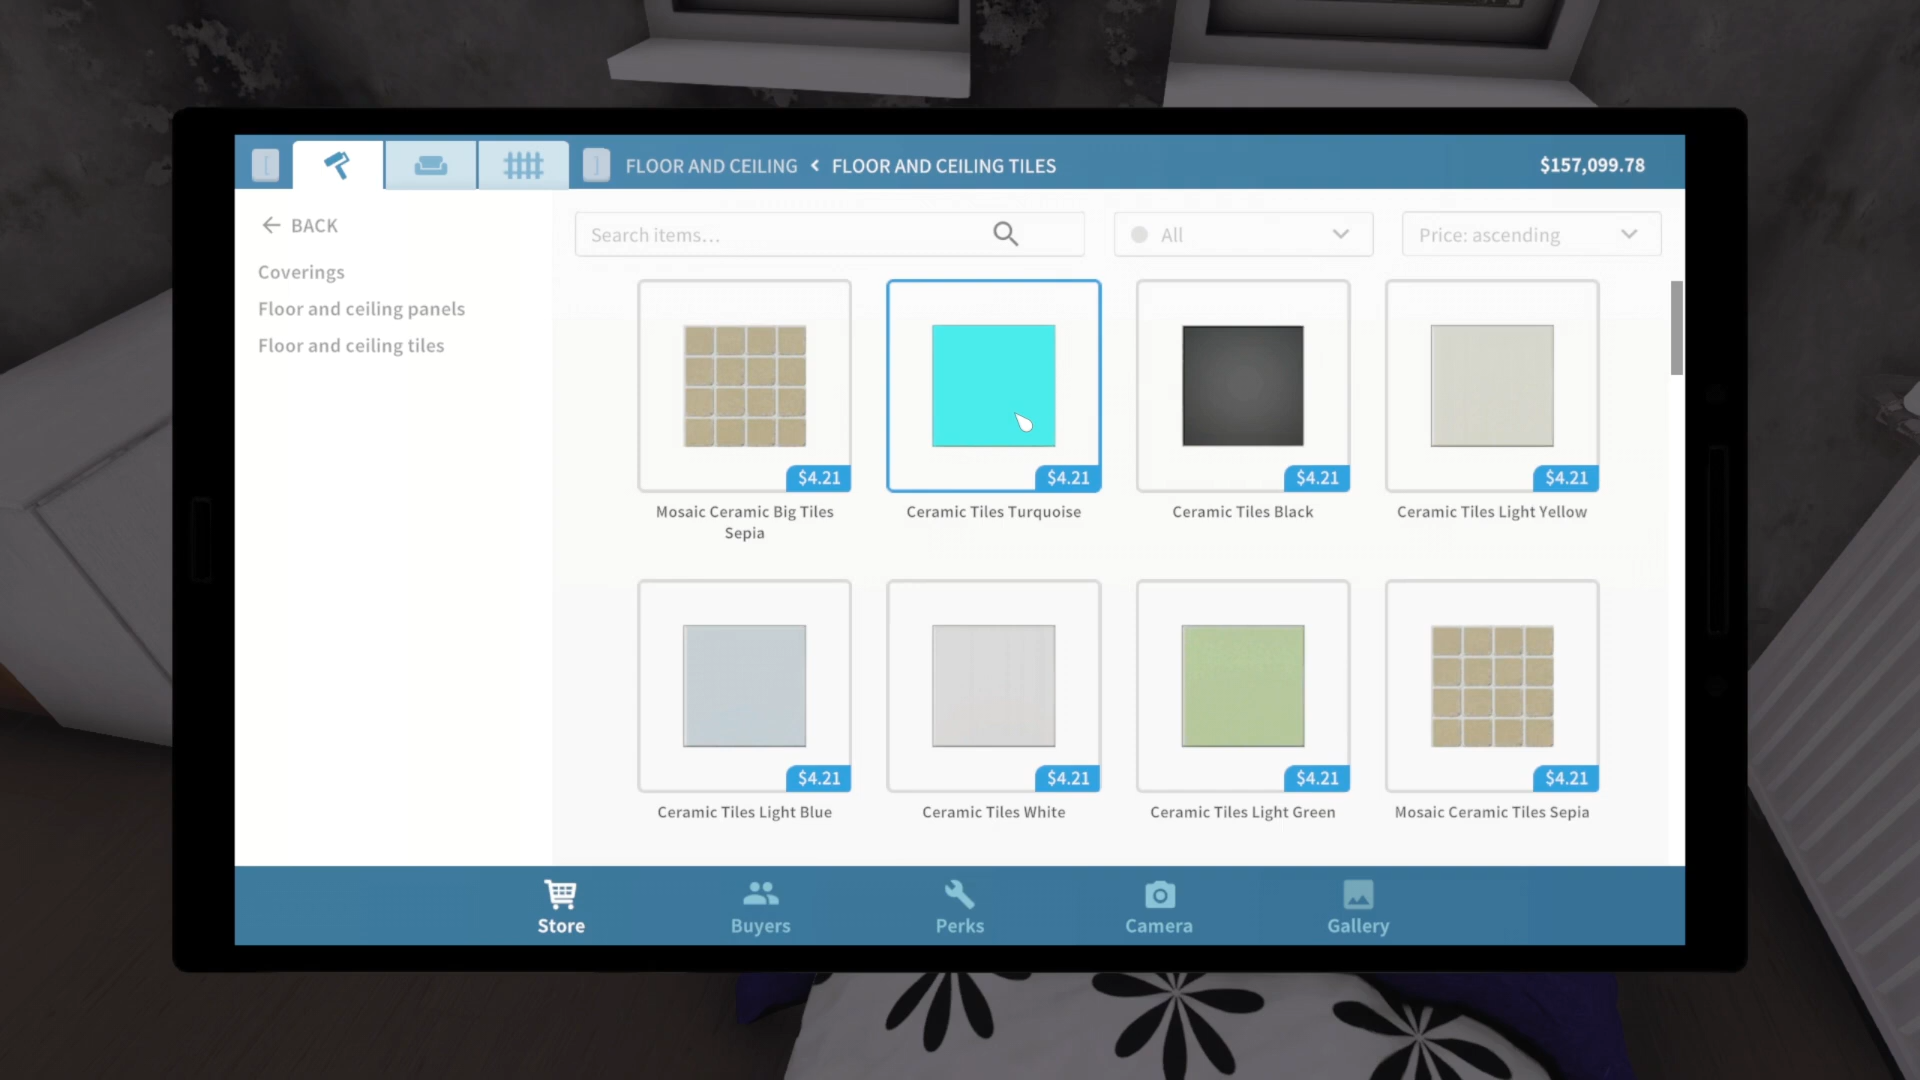 [
]
FLOOR AND CEILING < FLOOR AND CEILING TILES
$157,099.78
BACK
Coverings
Floor and ceiling panels
Floor and ceiling tiles
Search items...
All
Price: ascending
$4.21
$4.21
$4.21
$4.21
Mosaic Ceramic Big Tiles
Sepia
Ceramic Tiles Turquoise
Ceramic Tiles Black
Ceramic Tiles Light Yellow
$4.21
$4.21
$4.21
$4.21
Ceramic Tiles Light Blue
Ceramic Tiles White
Ceramic Tiles Light Green
Mosaic Ceramic Tiles Sepia
Store
Buyers
Perks
Camera
Gallery